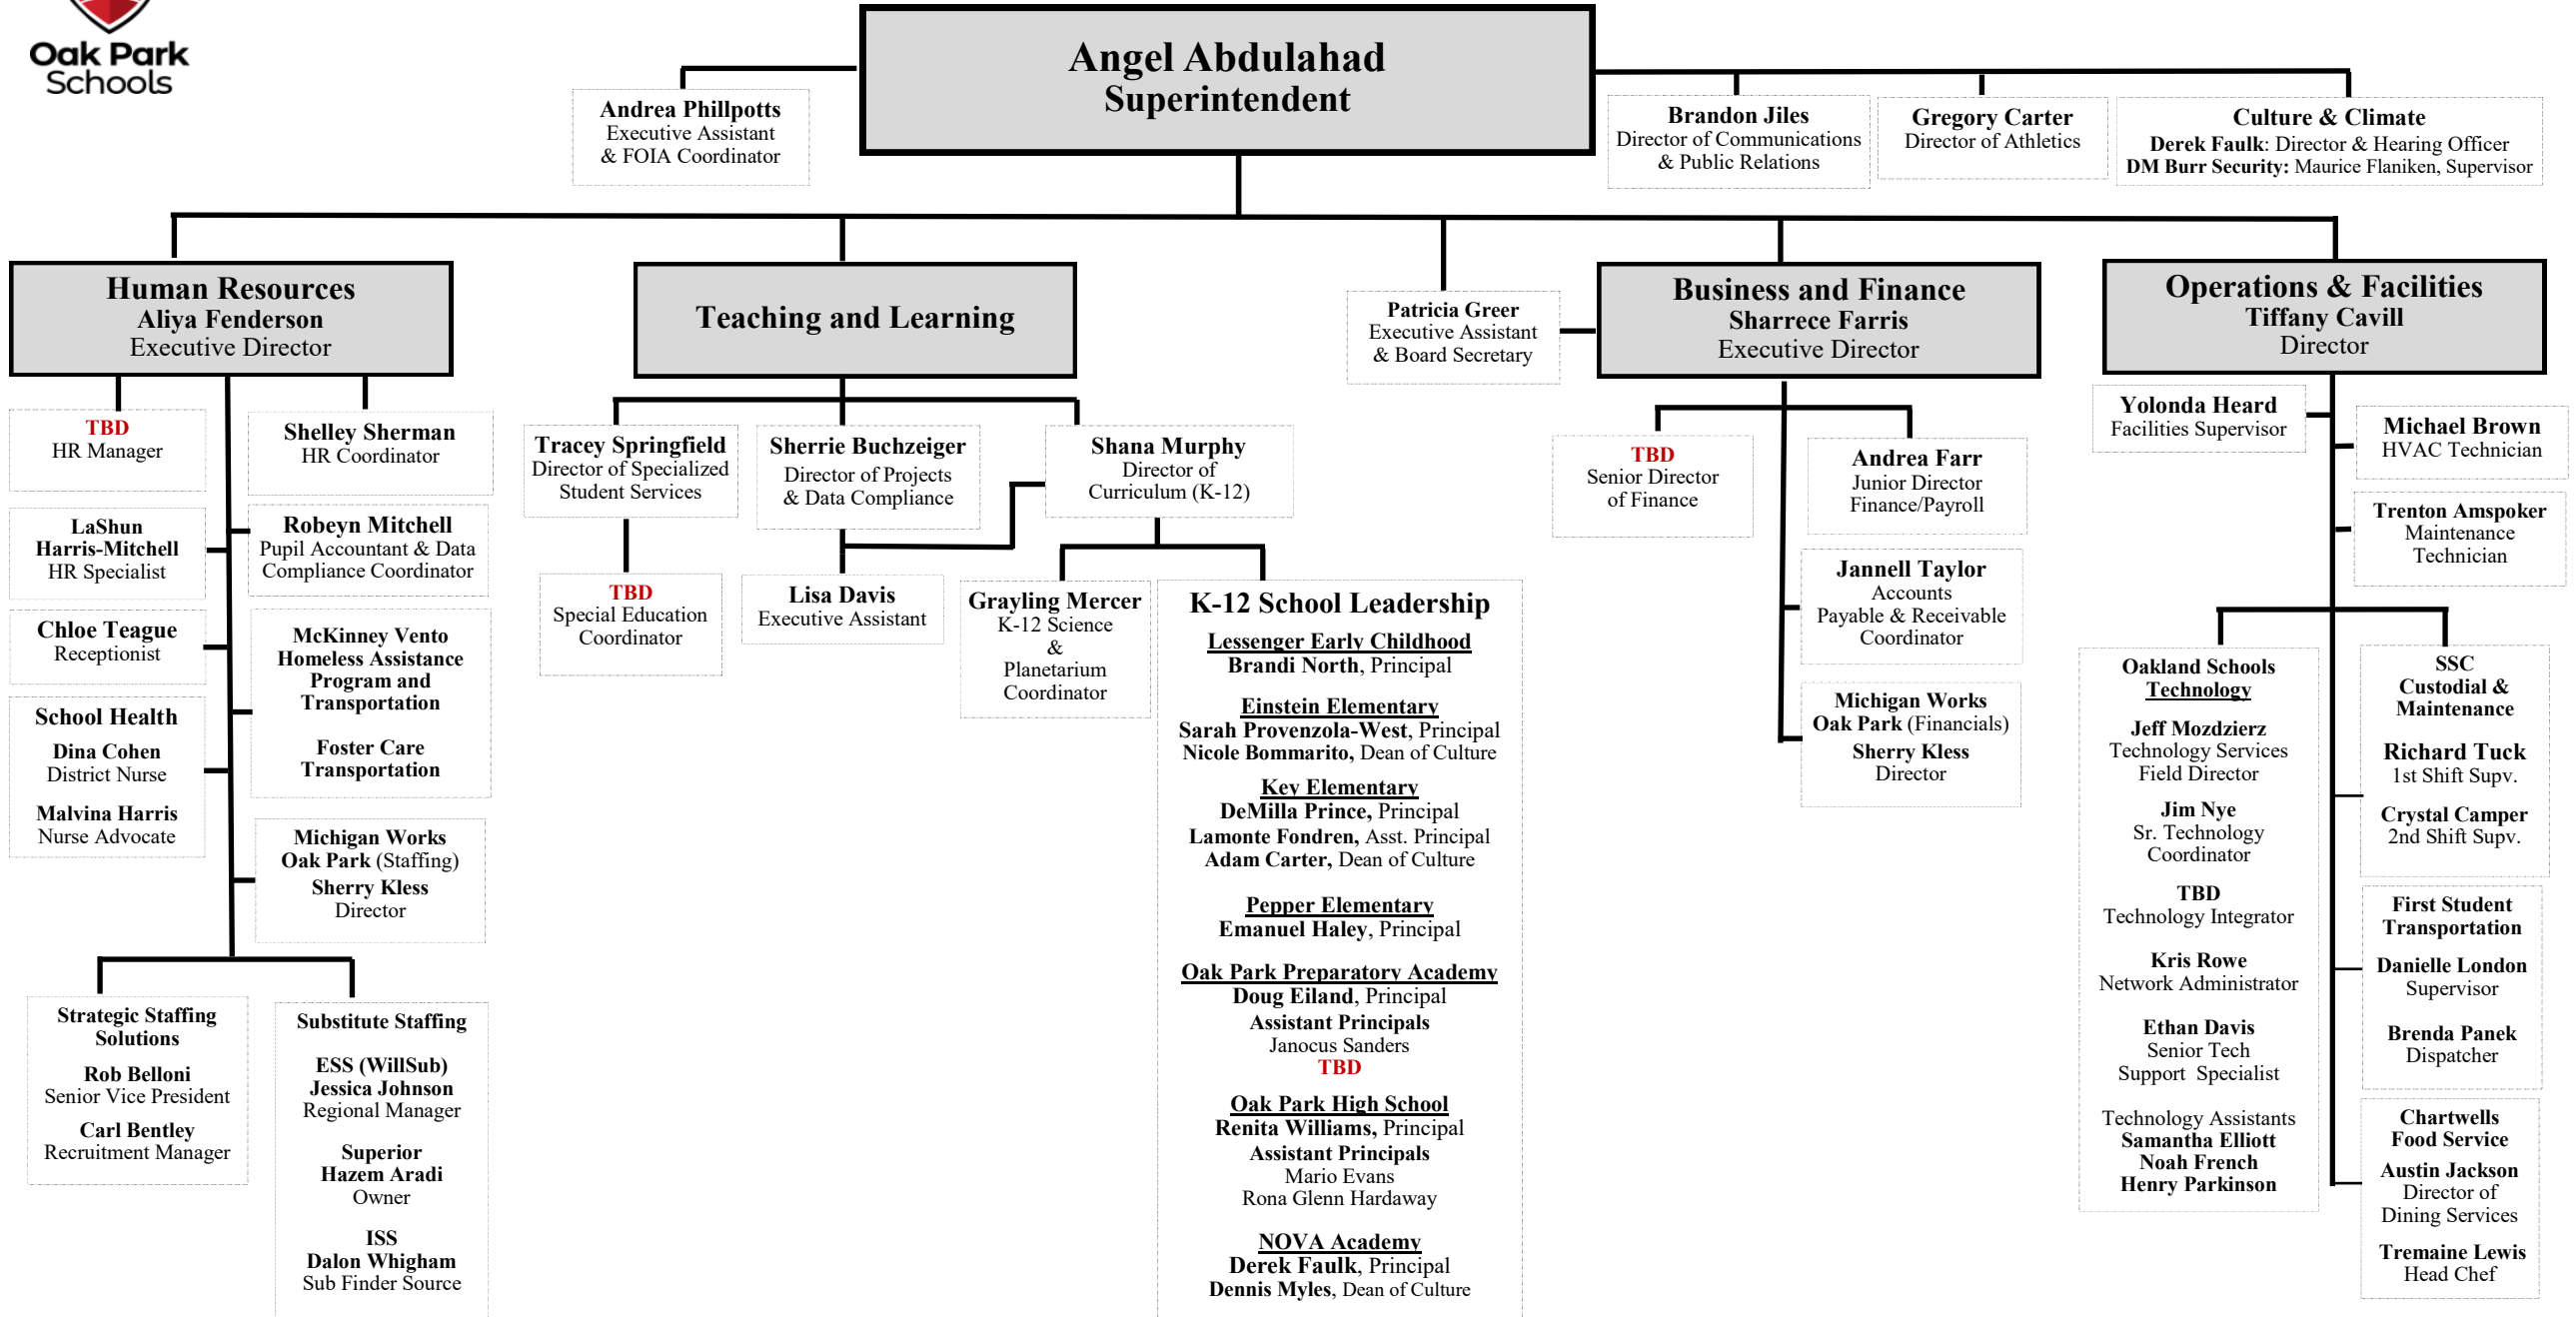 Oak Park
Schools
Angel Abdulahad
Superintendent
Andrea Phillpotts
Executive Assistant
& FOIA Coordinator
Brandon Jiles
Director of Communications
& Public Relations
Gregory Carter
Director of Athletics
Culture & Climate
Derek Faulk: Director & Hearing Officer
DM Burr Security: Maurice Flaniken, Supervisor
Human Resources
Aliya Fenderson
Executive Director
Teaching and Learning
Patricia Greer
Executive Assistant
& Board Secretary
Business and Finance
Sharrece Farris
Executive Director
Operations & Facilities
Tiffany Cavill
Director
TBD
HR Manager
Shelley Sherman
HR Coordinator
LaShun
Harris-Mitchell
HR Specialist
Robeyn Mitchell
Pupil Accountant & Data
Compliance Coordinator
Chloe Teague
Receptionist
McKinney Vento
Homeless Assistance
Program and
Transportation
Foster Care
Transportation
School Health
Dina Cohen
District Nurse
Malvina Harris
Nurse Advocate
Michigan Works
Oak Park (Staffing)
Sherry Kless
Director
Strategic Staffing
Solutions
Rob Belloni
Senior Vice President
Carl Bentley
Recruitment Manager
Substitute Staffing
ESS (WillSub)
Jessica Johnson
Regional Manager
Superior
Hazem Aradi
Owner
ISS
Dalon Whigham
Sub Finder Source
Tracey Springfield
Director of Specialized
Student Services
TBD
Special Education
Coordinator
Sherrie Buchzeiger
Director of Projects
& Data Compliance
Lisa Davis
Executive Assistant
Shana Murphy
Director of
Curriculum (K-12)
Grayling Mercer
K-12 Science
&
Planetarium
Coordinator
K-12 School Leadership
Lessenger Early Childhood
Brandi North, Principal
Einstein Elementary
Sarah Provenzola-West, Principal
Nicole Bommarito, Dean of Culture
Key Elementary
DeMilla Prince, Principal
Lamonte Fondren, Asst. Principal
Adam Carter, Dean of Culture
Pepper Elementary
Emanuel Haley, Principal
Oak Park Preparatory Academy
Doug Eiland, Principal
Assistant Principals
Janocus Sanders
TBD
Oak Park High School
Renita Williams, Principal
Assistant Principals
Mario Evans
Rona Glenn Hardaway
NOVA Academy
Derek Faulk, Principal
Dennis Myles, Dean of Culture
TBD
Senior Director
of Finance
Andrea Farr
Junior Director
Finance/Payroll
Jannell Taylor
Accounts
Payable & Receivable
Coordinator
Michigan Works
Oak Park (Financials)
Sherry Kless
Director
Yolonda Heard
Facilities Supervisor
Michael Brown
HVAC Technician
Trenton Amspoker
Maintenance
Technician
Oakland Schools
Technology
Jeff Mozdzierz
Technology Services
Field Director
Jim Nye
Sr. Technology
Coordinator
TBD
Technology Integrator
Kris Rowe
Network Administrator
Ethan Davis
Senior Tech
Support Specialist
Technology Assistants
Samantha Elliott
Noah French
Henry Parkinson
SSC
Custodial &
Maintenance
Richard Tuck
1st Shift Supv.
Crystal Camper
2nd Shift Supv.
First Student
Transportation
Danielle London
Supervisor
Brenda Panek
Dispatcher
Chartwells
Food Service
Austin Jackson
Director of
Dining Services
Tremaine Lewis
Head Chef